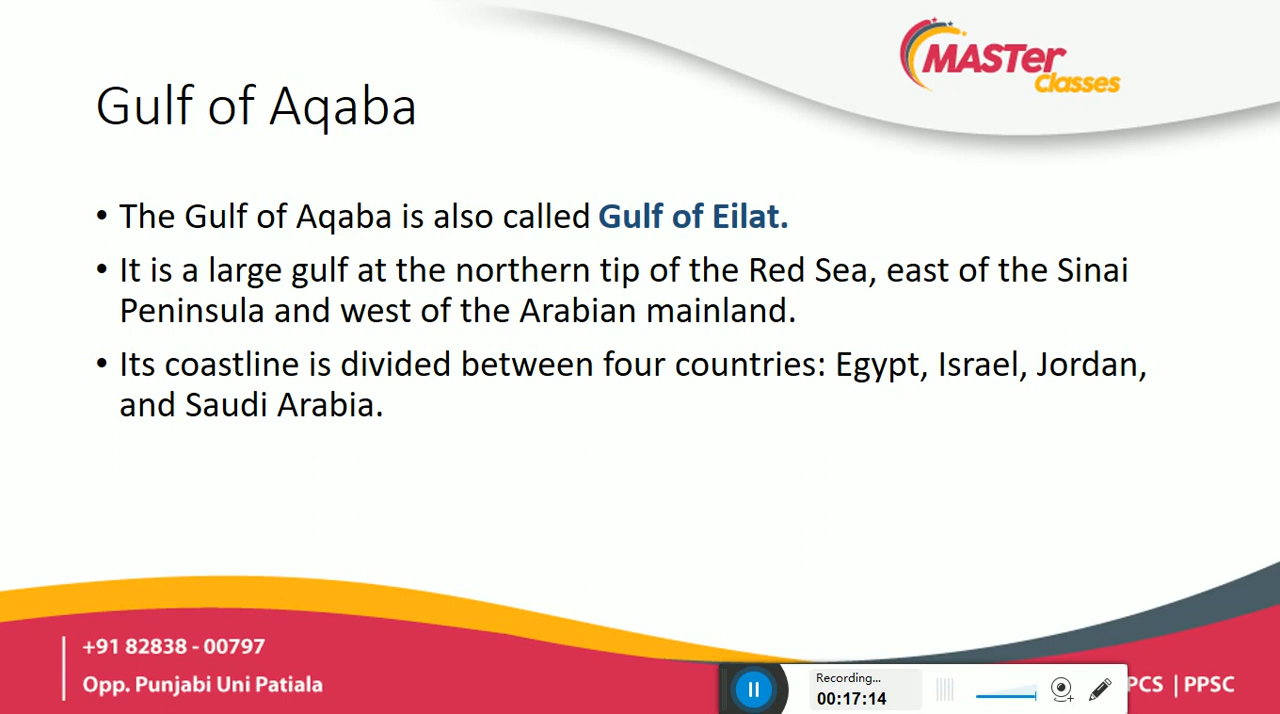 MASTer
Classes
Gulf of Aqaba
• The Gulf of Aqaba is also called Gulf of Eilat.
• It is a large gulf at the northern tip of the Red Sea, east of the Sinai
Peninsula and west of the Arabian mainland.
• Its coastline is divided between four countries: Egypt, Israel, Jordan,
and Saudi Arabia.
+91 82838 - 00797
Opp. Punjabi Uni Patiala
Recording...
00:17:14
PCS | PPSC